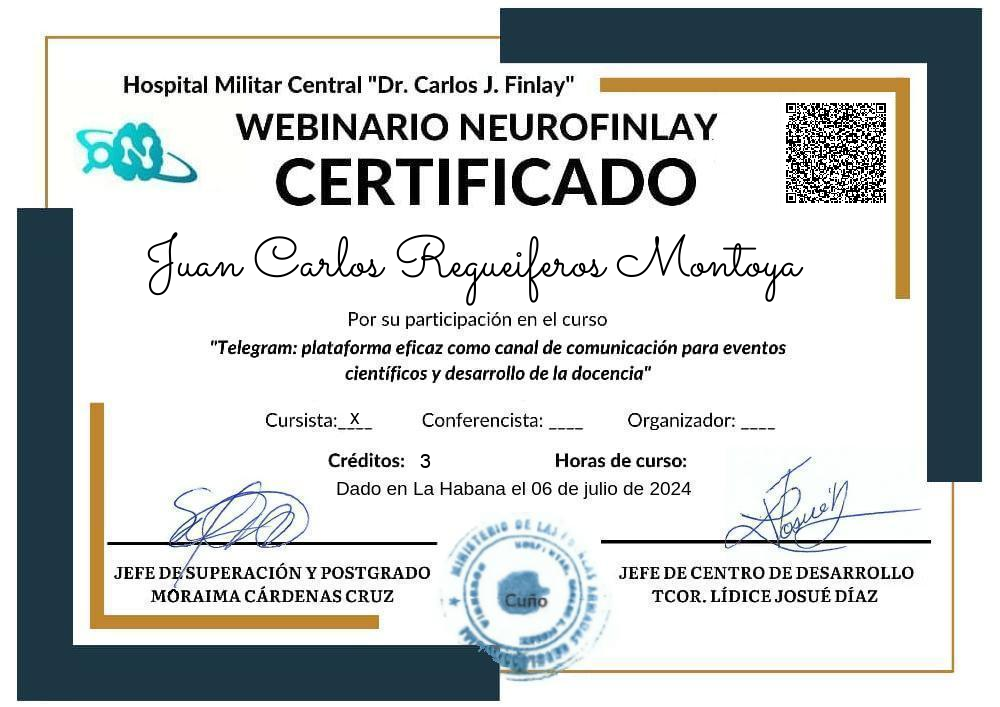 Hospital Militar Central "Dr. Carlos J. Finlay"
WEBINARIO NEUROFINLAY
CERTIFICADO
Juan Carlos Regueiferos Montoya
Por su participación en el curso
"Telegram: plataforma eficaz como canal de comunicación para eventos
científicos y desarrollo de la docencia"
Cursista:__X__ Conferencista: ____ Organizador: ____
Créditos: 3 Horas de curso:
Dado en La Habana el 06 de julio de 2024
JEFE DE SUPERACIÓN Y POSTGRADO
MORAIMA CÁRDENAS CRUZ
JEFE DE CENTRO DE DESARROLLO
TCOR. LÍDICE JOSUÉ DÍAZ
MINISTERIO DE LAS
Cuño